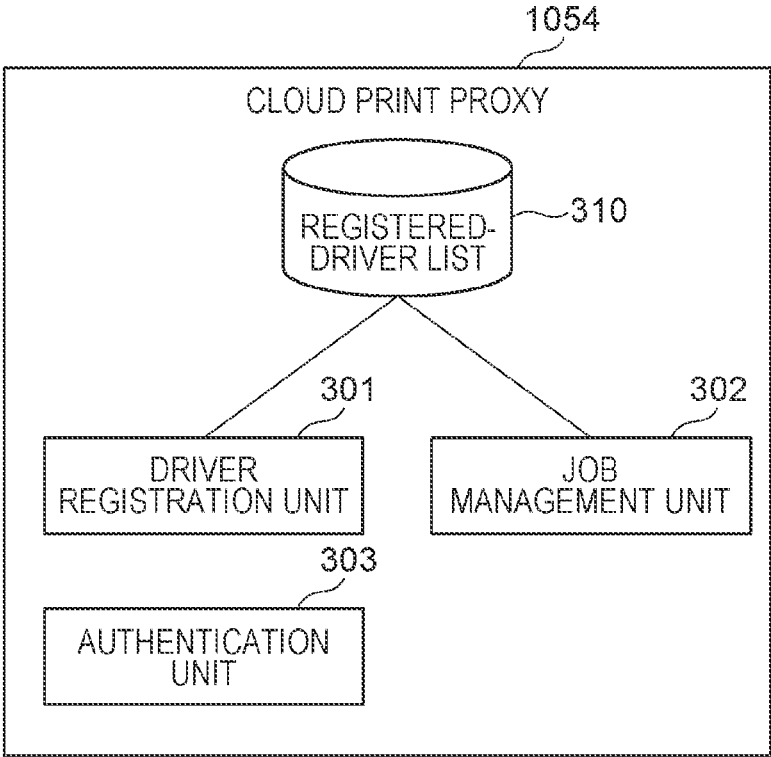 1054
CLOUD PRINT PROXY
REGISTERED-
DRIVER LIST
310
301
302
DRIVER
REGISTRATION UNIT
JOB
MANAGEMENT UNIT
303
AUTHENTICATION
UNIT